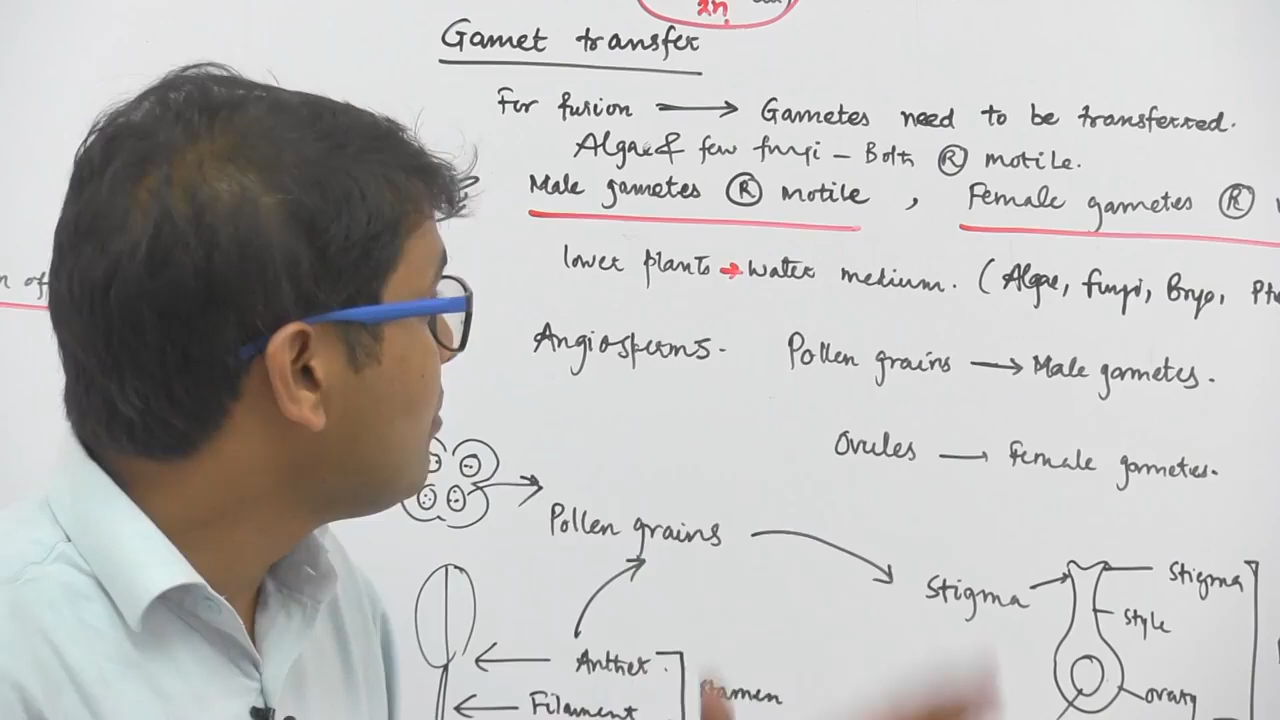 2n.
Gamet transfer
For fusion → Gametes need to be transferred.
Algae & few fungi - Both Ⓡ motile.
Male gametes Ⓡ motile , Female gametes Ⓡ
n of
lower plants → water medium. (Algae, fungi, Bryo,
Angiosperms. Pollen grains → Male gametes.
Ovules → Female gametes.
Pollen grains
Stigma
Stigma
style
Anther
ovary
Filament
Stamen